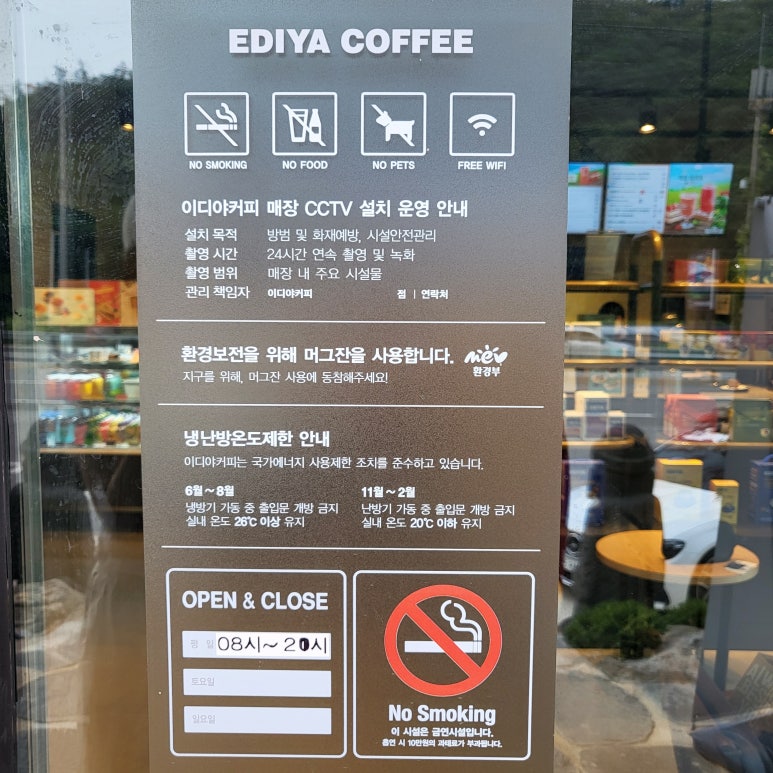 EDIYA COFFEE
NO SMOKING
NO FOOD
NO PETS
FREE WIFI
이디야커피 매장 CCTV 설치 운영 안내
설치 목적 방범 및 화재예방, 시설안전관리
촬영 시간 24시간 연속 촬영 및 녹화
촬영 범위 매장 내 주요 시설물
관리 책임자 이디야커피 점 | 연락처
환경보전을 위해 머그잔을 사용합니다.
지구를 위해, 머그잔 사용에 동참해주세요!
me
환경부
냉난방온도제한 안내
이디야커피는 국가에너지 사용제한 조치를 준수하고 있습니다.
6월~8월
냉방기 가동 중 출입문 개방 금지
실내 온도 26℃ 이상 유지
11월~2월
난방기 가동 중 출입문 개방 금지
실내 온도 20℃ 이하 유지
OPEN & CLOSE
평 일 08시~20시
토요일
일요일
No Smoking
이 시설은 금연시설입니다.
흡연 시 10만원의 과태료가 부과됩니다.